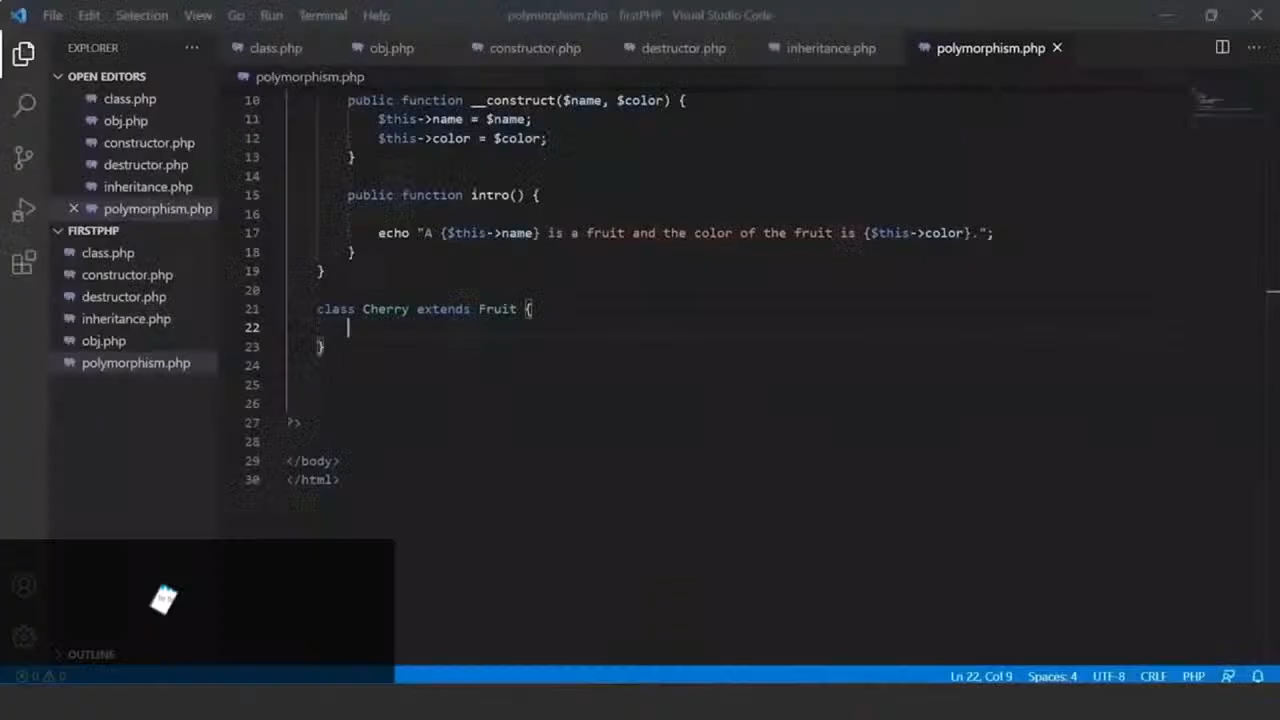 File Edit Selection View Go Run Terminal Help polymorphism.php - firstPHP - Visual Studio Code
EXPLORER ...
class.php obj.php constructor.php destructor.php inheritance.php polymorphism.php
OPEN EDITORS
class.php
obj.php
constructor.php
destructor.php
inheritance.php
polymorphism.php
FIRSTPHP
class.php
constructor.php
destructor.php
inheritance.php
obj.php
polymorphism.php
OUTLINE
polymorphism.php
10 public function __construct($name, $color) {
11 $this->name = $name;
12 $this->color = $color;
13 }
14
15 public function intro() {
16
17 echo "A {$this->name} is a fruit and the color of the fruit is {$this->color}.";
18 }
19 }
20
21 class Cherry extends Fruit {
22
23 }
24
25
26
27 ?>
28
29 </body>
30 </html>
0 0 Ln 22, Col 9 Spaces: 4 UTF-8 CRLF PHP